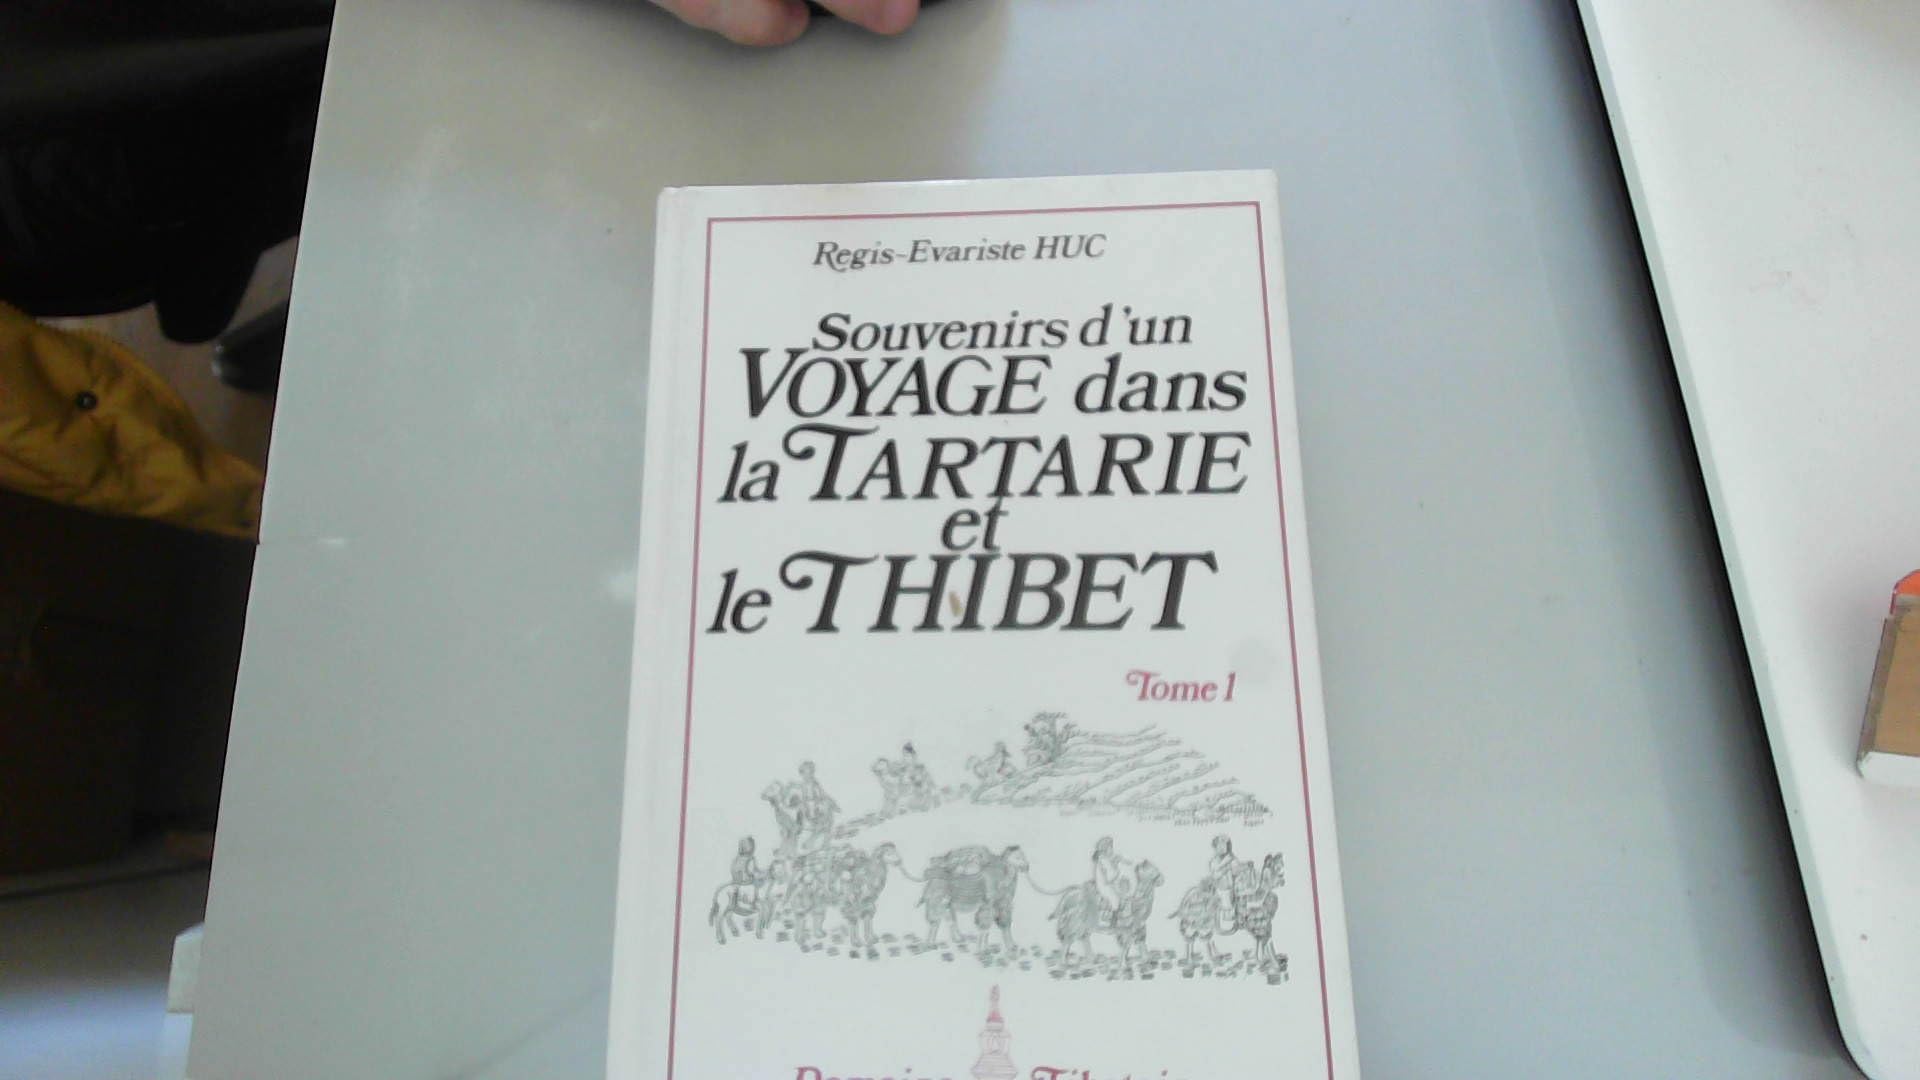 Regis-Evariste HUC
Souvenirs d'un
VOYAGE dans
la TARTARIE
et
le THIBET
Tome 1